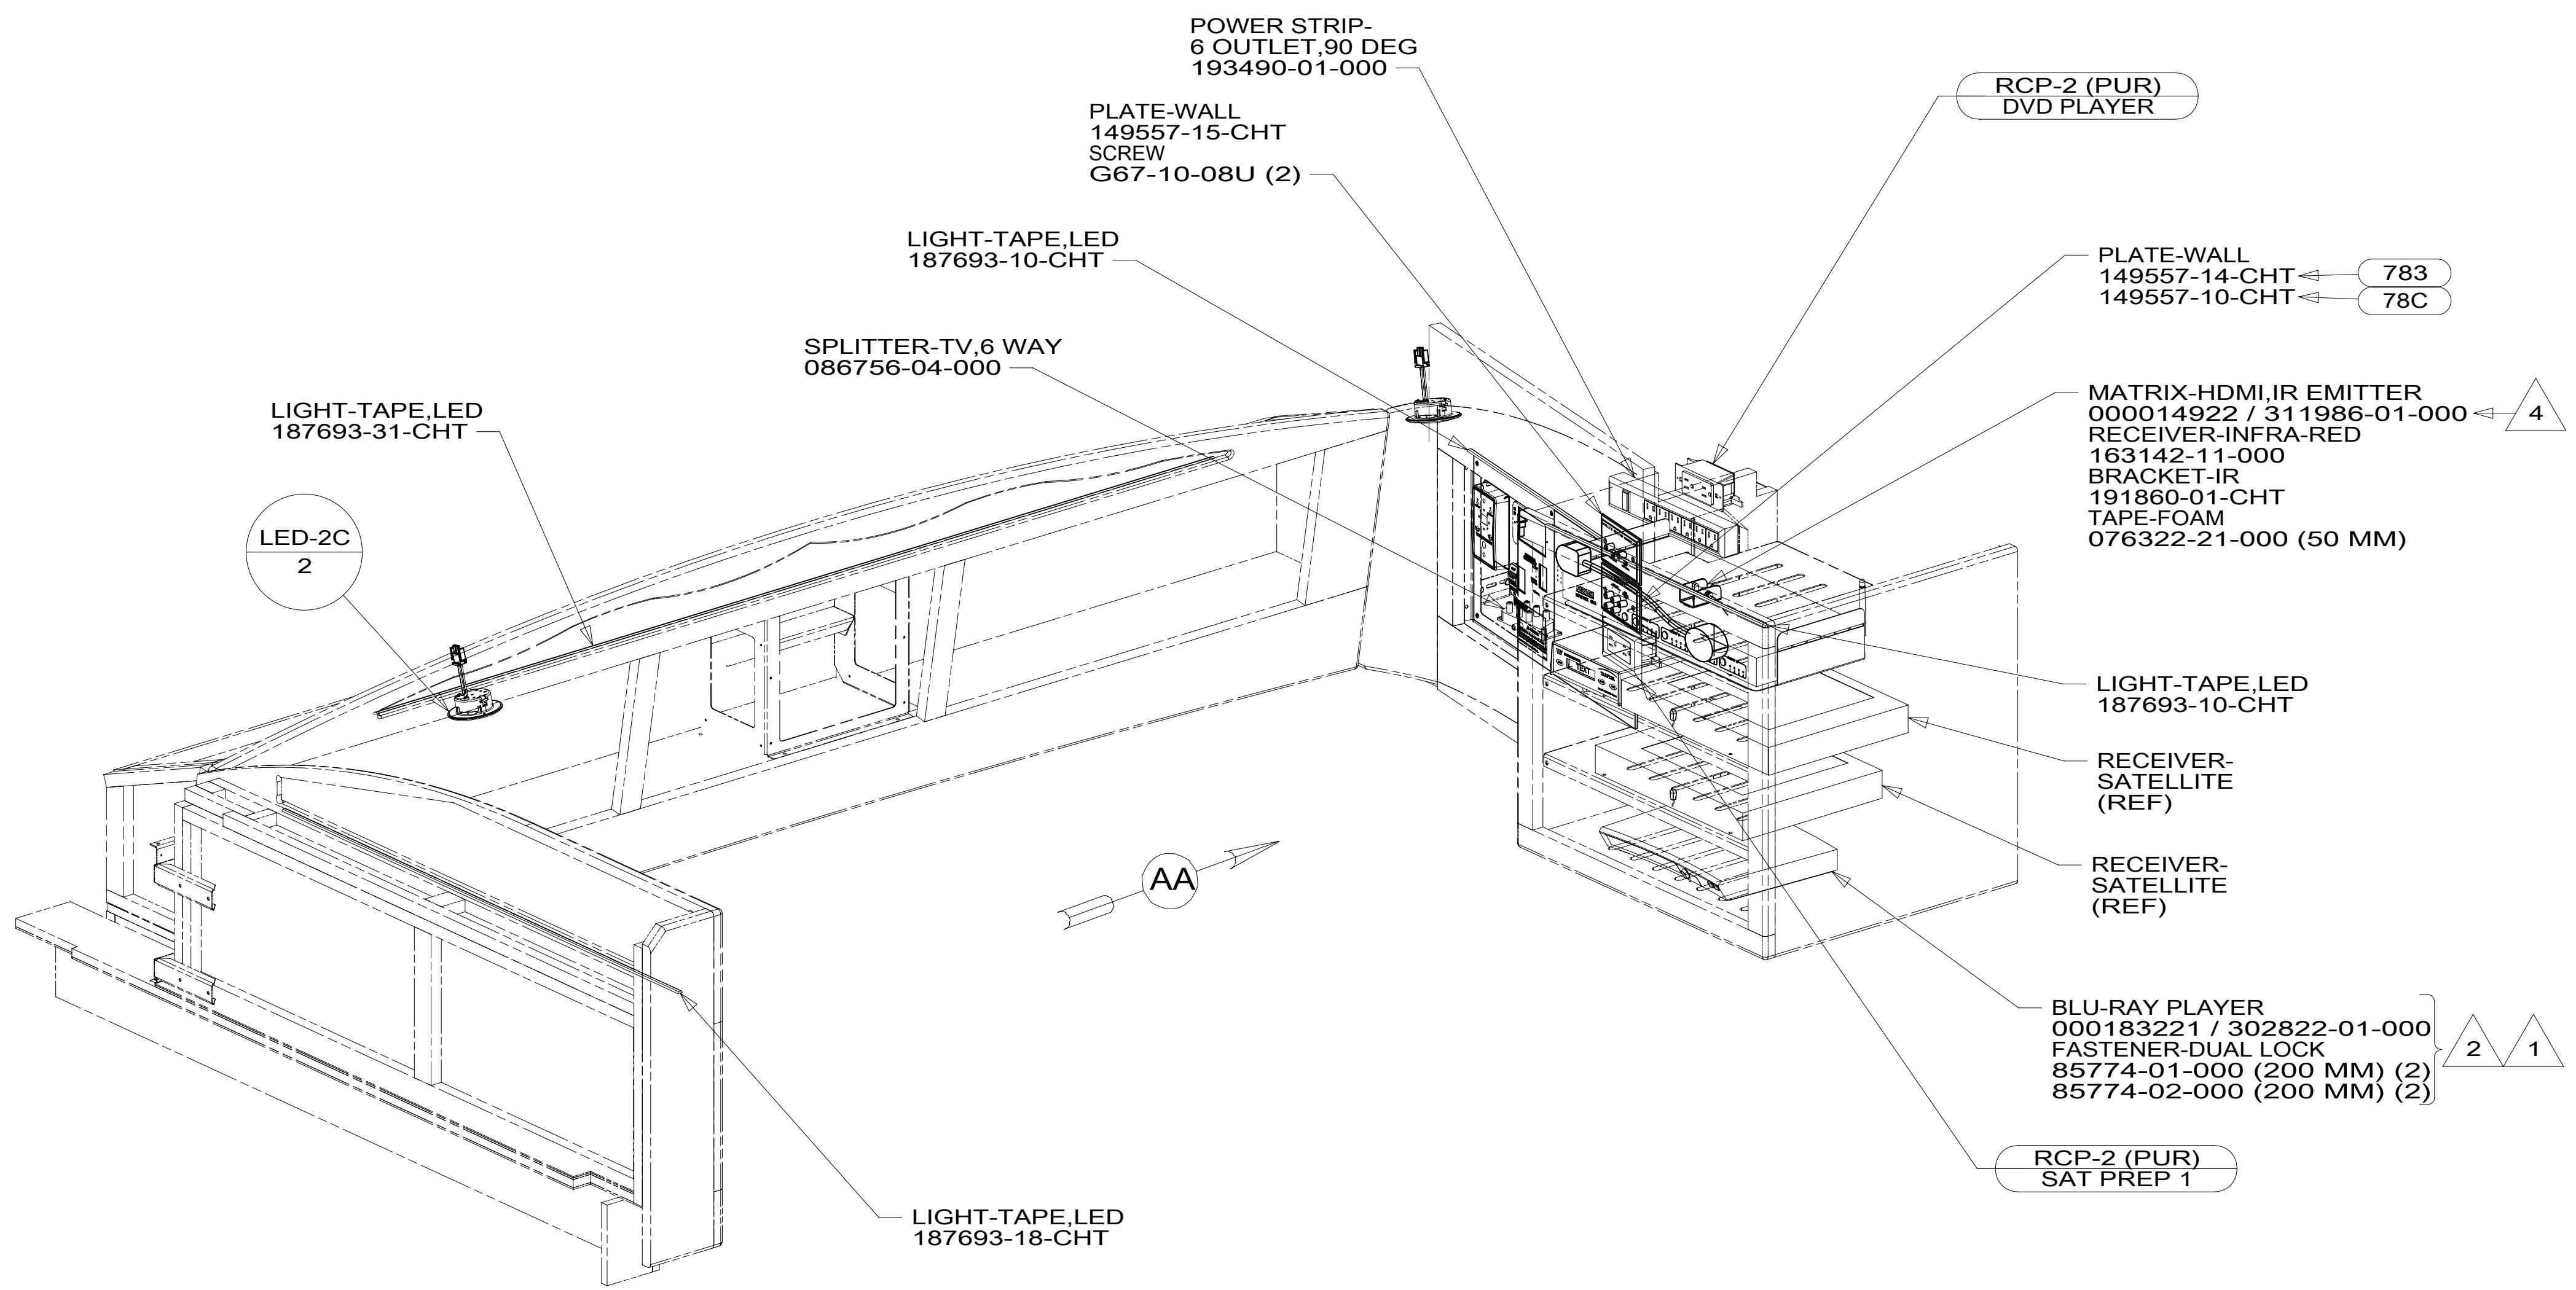 POWER STRIP-
6 OUTLET,90 DEG
193490-01-000
RCP-2 (PUR)
DVD PLAYER
PLATE-WALL
149557-15-CHT
SCREW
G67-10-08U (2)
LIGHT-TAPE,LED
187693-10-CHT
PLATE-WALL
149557-14-CHT
783
149557-10-CHT
78C
SPLITTER-TV,6 WAY
086756-04-000
MATRIX-HDMI,IR EMITTER
000014922 / 311986-01-000
4
RECEIVER-INFRA-RED
163142-11-000
BRACKET-IR
191860-01-CHT
TAPE-FOAM
076322-21-000 (50 MM)
LIGHT-TAPE,LED
187693-31-CHT
LED-2C
2
TEXT
LIGHT-TAPE,LED
187693-10-CHT
RECEIVER-
SATELLITE
(REF)
RECEIVER-
SATELLITE
(REF)
AA
BLU-RAY PLAYER
000183221 / 302822-01-000
FASTENER-DUAL LOCK
85774-01-000 (200 MM) (2)
85774-02-000 (200 MM) (2)
2
1
RCP-2 (PUR)
SAT PREP 1
LIGHT-TAPE,LED
187693-18-CHT